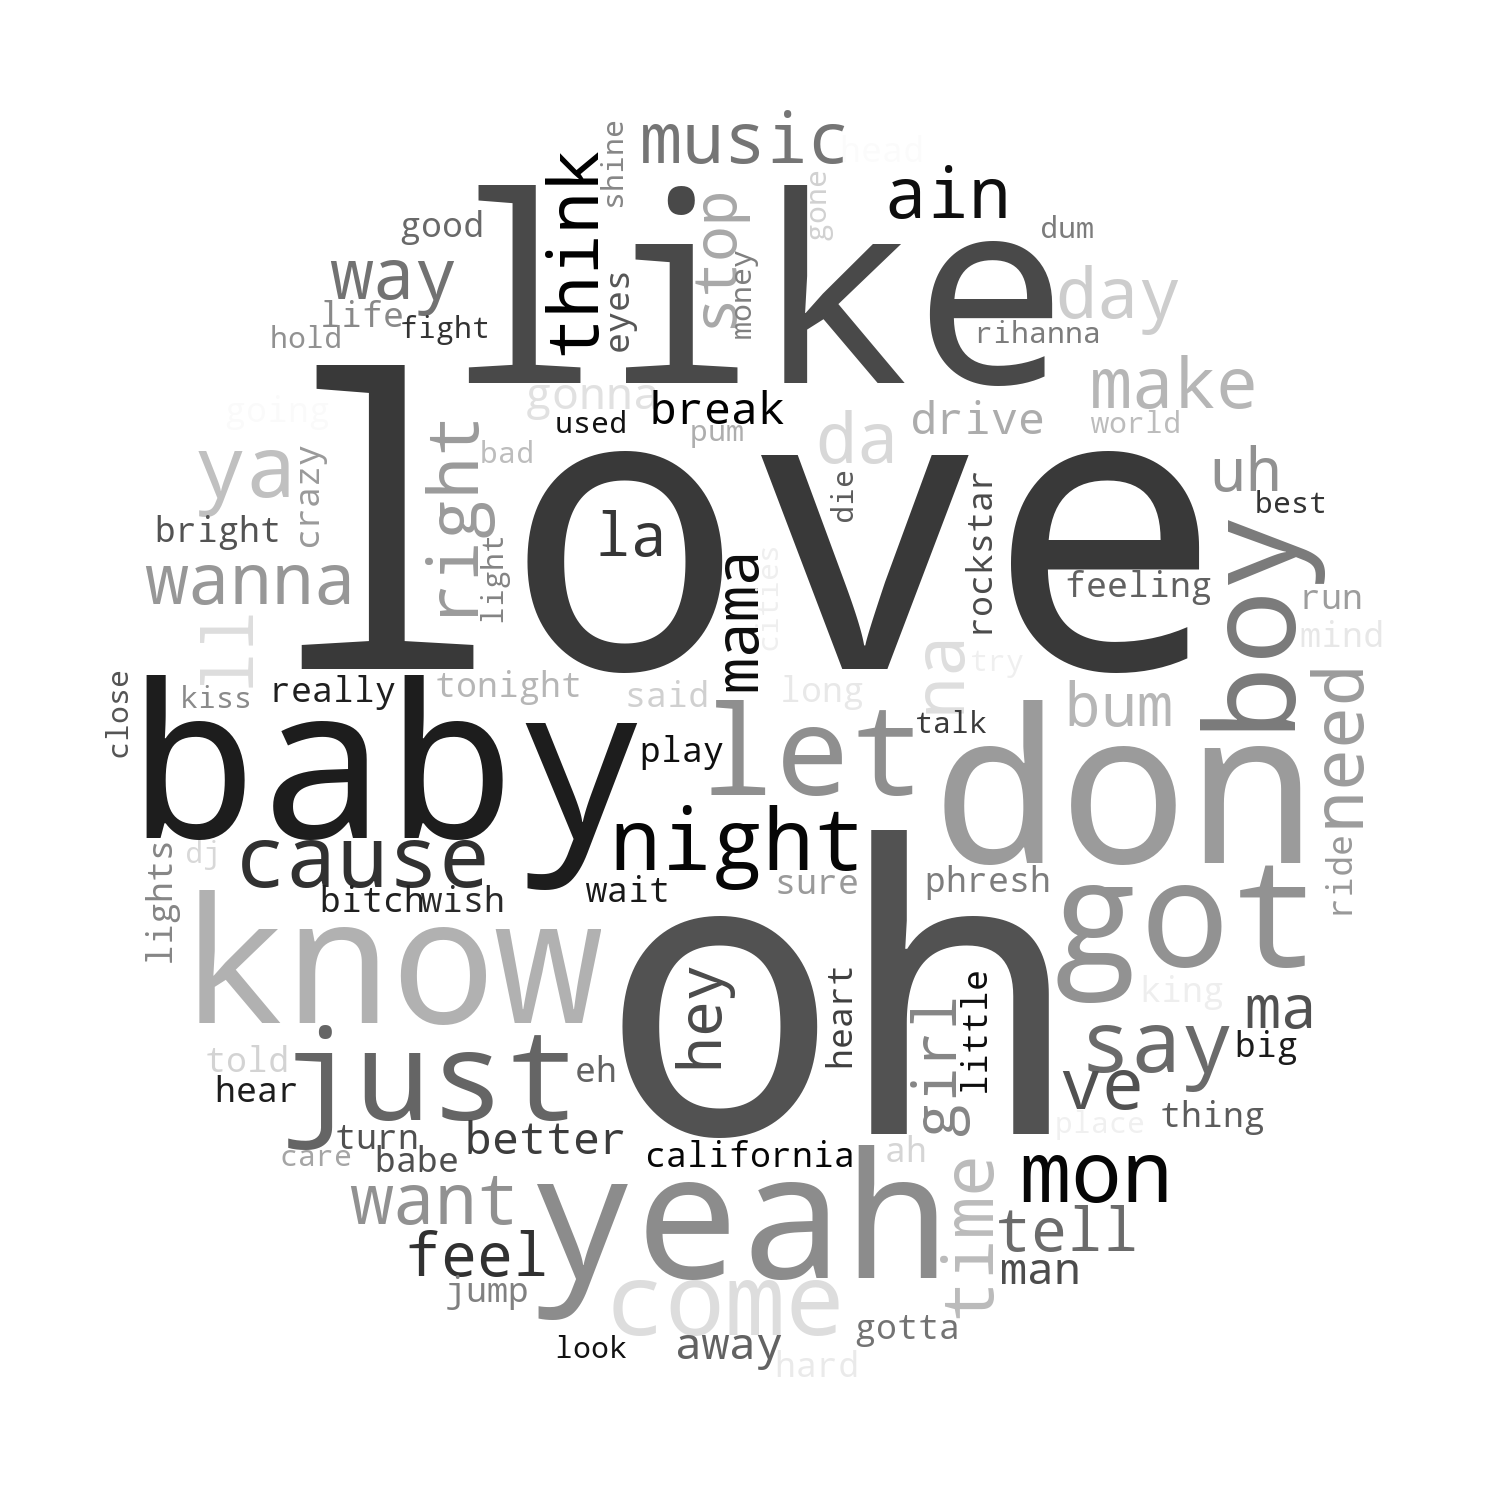 music
head
shine
think
like
stop
gone
ain
good
dum
way
eyes
money
day
life
fight
hold
rihanna
gonna
break
make
going
used
pum
da
drive
world
ya
crazy
right
bad
love
uh
die
rockstar
best
bright
la
light
mama
cities
boy
wanna
feeling
run
ll
mind
na
try
close
kiss
really
tonight
said
long
bum
need
baby
let
talk
don
play
cause
night
lights
dj
wait
sure
phresh
ride
bitch
wish
oh
got
know
hey
heart
girl
little
king
ma
told
just
say
big
hear
eh
ve
turn
better
place
thing
care
babe
california
ah
mon
want
yeah
time
tell
feel
man
jump
come
gotta
look
away
hard